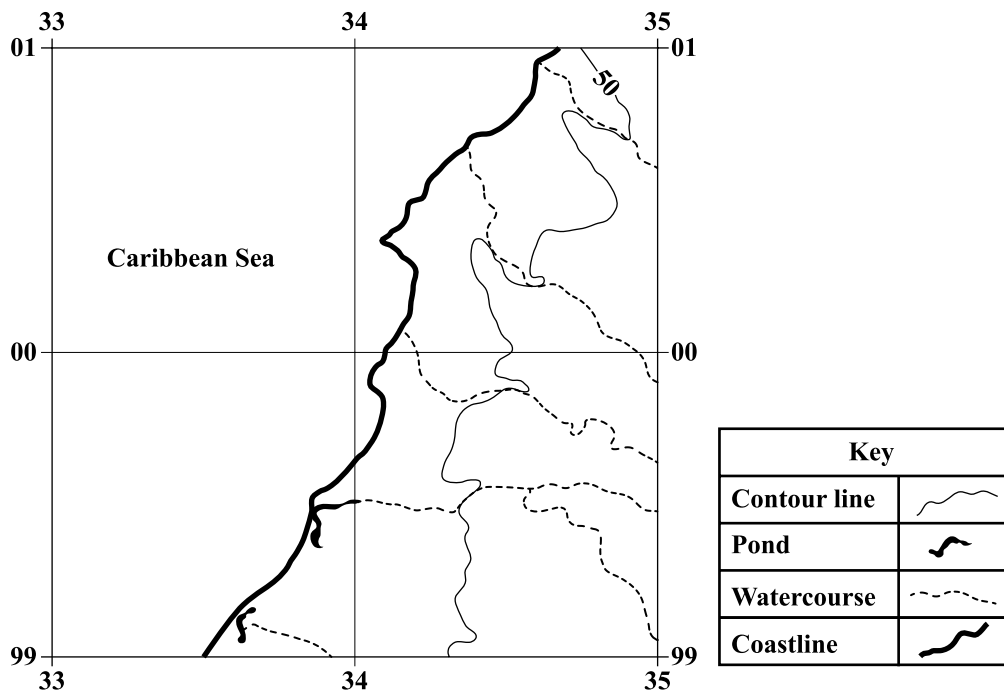 33 34 35
01 01
50
Caribbean Sea
00 00
99 99
33 34 35
Key
Contour line
Pond
Watercourse
Coastline